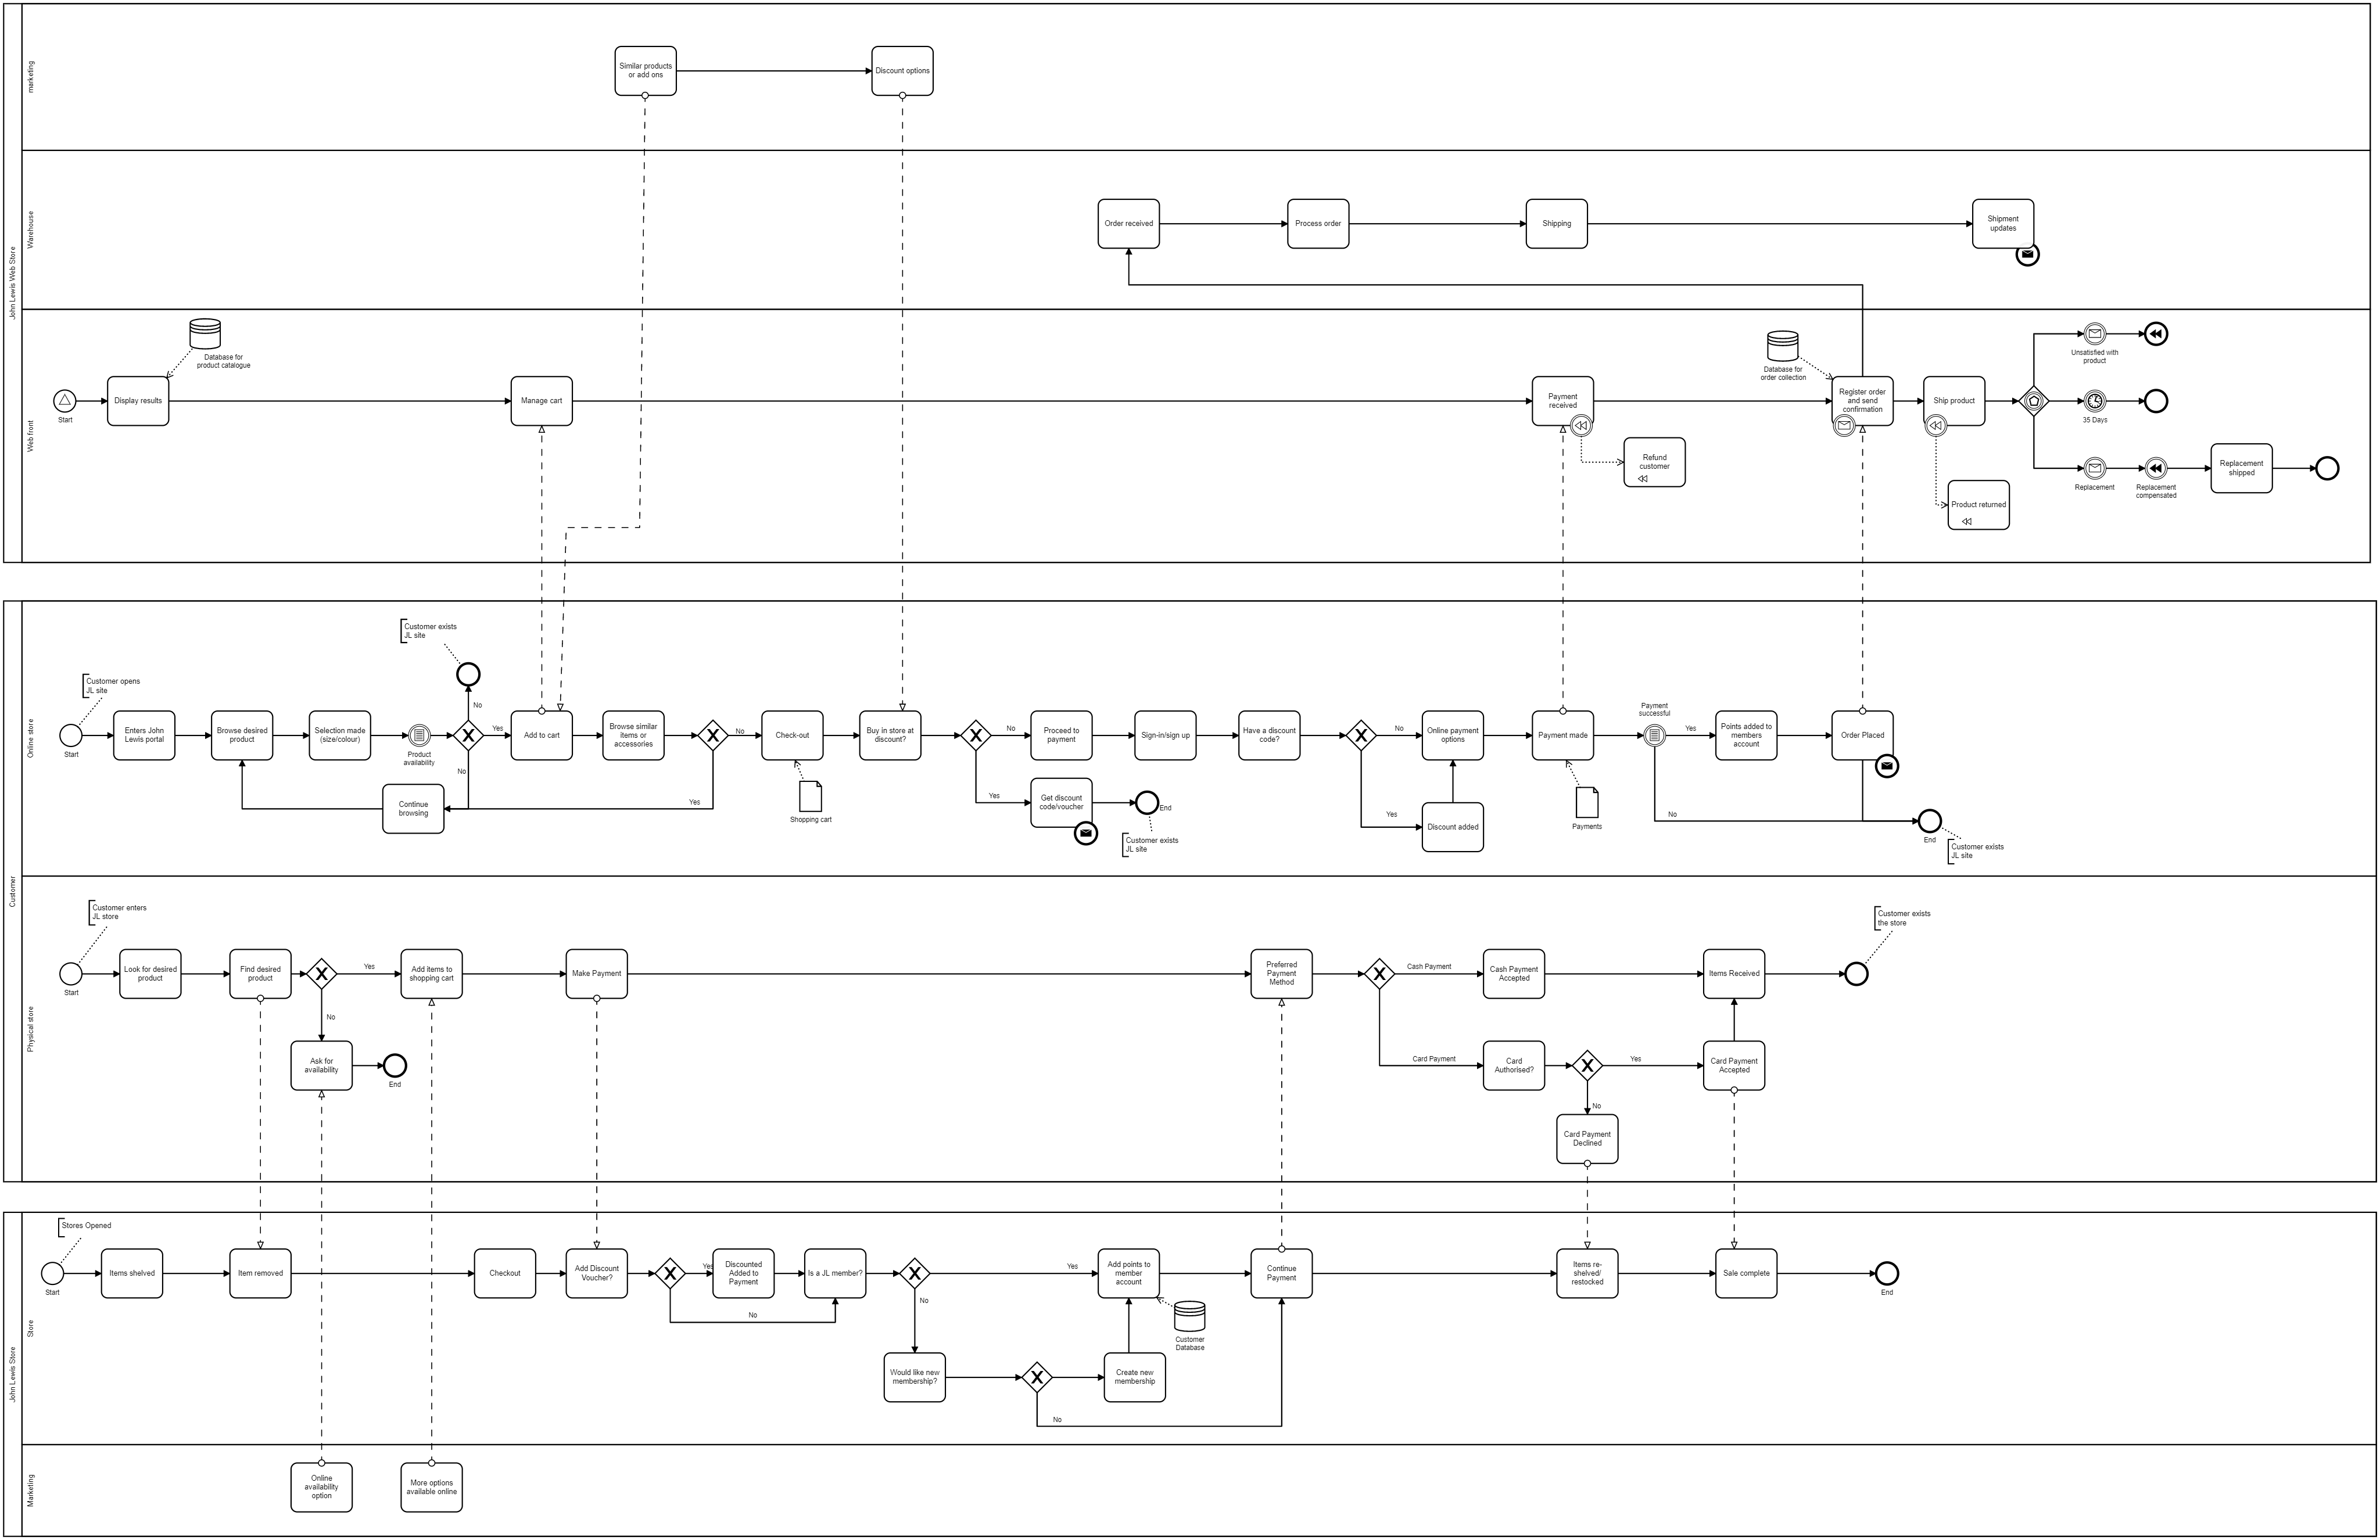 John Lewis Web Store
marketing
Similar products
or add ons
Discount options
Warehouse
Order received
Process order
Shipping
Shipment
updates
Web front
Start
Display results
Database for
product catalogue
Manage cart
Payment
received
Refund
customer
Database for
order collection
Register order
and send
confirmation
Ship product
Product returned
Unsatisfied with
product
35 Days
Replacement
Replacement
compensated
Replacement
shipped
Customer
Online store
Customer opens
JL site
Start
Enters John
Lewis portal
Browse desired
product
Selection made
(size/colour)
Product
availability
Customer exists
JL site
No
Yes
No
Continue
browsing
Add to cart
Browse similar
items or
accessories
No
Yes
Check-out
Shopping cart
Buy in store at
discount?
No
Yes
Proceed to
payment
Get discount
code/voucher
End
Customer exists
JL site
Sign-in/sign up
Have a discount
code?
No
Yes
Online payment
options
Discount added
Payment made
Payments
Payment
successful
Yes
No
Points added to
members
account
Order Placed
End
Customer exists
JL site
Physical store
Customer enters
JL store
Start
Look for desired
product
Find desired
product
Yes
No
Ask for
availability
End
Add items to
shopping cart
Make Payment
Preferred
Payment
Method
Cash Payment
Cash Payment
Accepted
Card Payment
Card
Authorised?
Yes
No
Card Payment
Declined
Card Payment
Accepted
Items Received
Customer exists
the store
John Lewis Store
Store
Stores Opened
Start
Items shelved
Item removed
Checkout
Add Discount
Voucher?
Yes
No
Discounted
Added to
Payment
Is a JL member?
Yes
No
Would like new
membership?
No
Create new
membership
Add points to
member
account
Customer
Database
Continue
Payment
Items re-
shelved/
restocked
Sale complete
End
Marketing
Online
availability
option
More options
available online